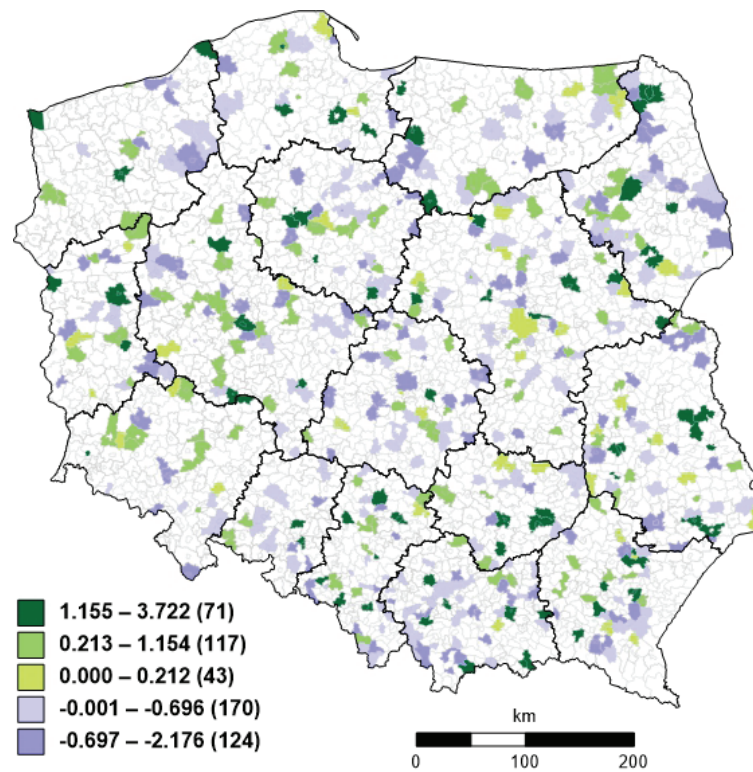 1.155 – 3.722 (71)
0.213 – 1.154 (117)
0.000 – 0.212 (43)
-0.001 – -0.696 (170)
-0.697 – -2.176 (124)
km
0 100 200